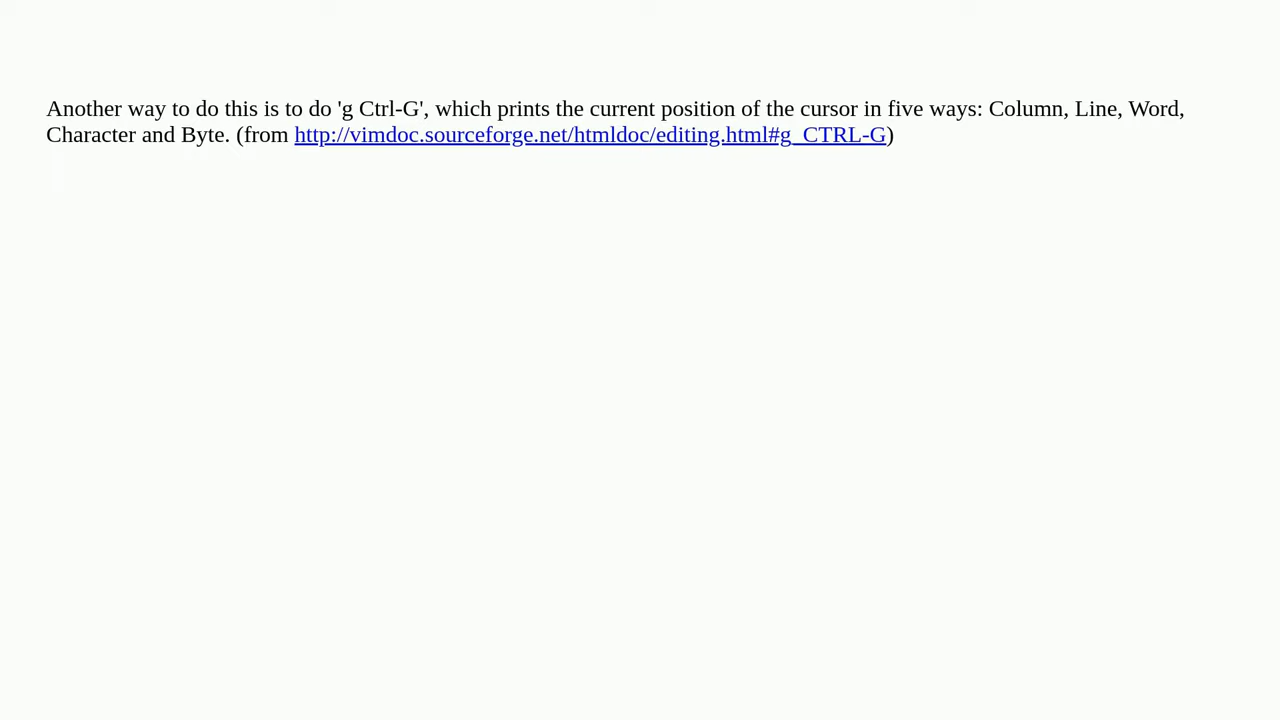 Another way to do this is to do 'g Ctrl-G', which prints the current position of the cursor in five ways: Column, Line, Word,
Character and Byte. (from http://vimdoc.sourceforge.net/htmldoc/editing.html#g_CTRL-G)